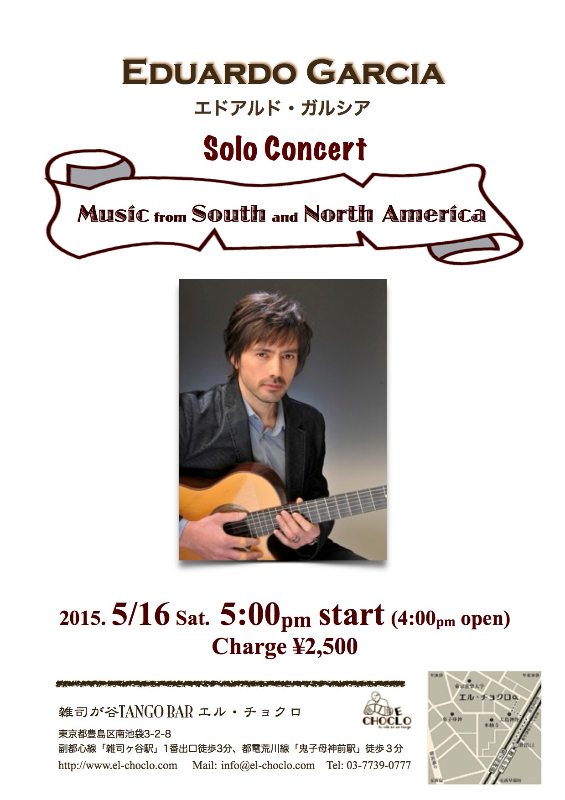 EDUARDO GARCIA
エドアルド・ガルシア
Solo Concert
Music from South and North America
2015. 5/16 Sat. 5:00pm start (4:00pm open)
Charge ¥2,500
雑司が谷TANGO BAR エル・チョクロ
東京都豊島区南池袋3-2-8
副都心線「雑司ヶ谷駅」1番出口徒歩3分、都電荒川線「鬼子母神前駅」徒歩３分
http://www.el-choclo.com Mail: info@el-choclo.com Tel: 03-7739-0777
EL
CHOCLO
エル・チョクロ